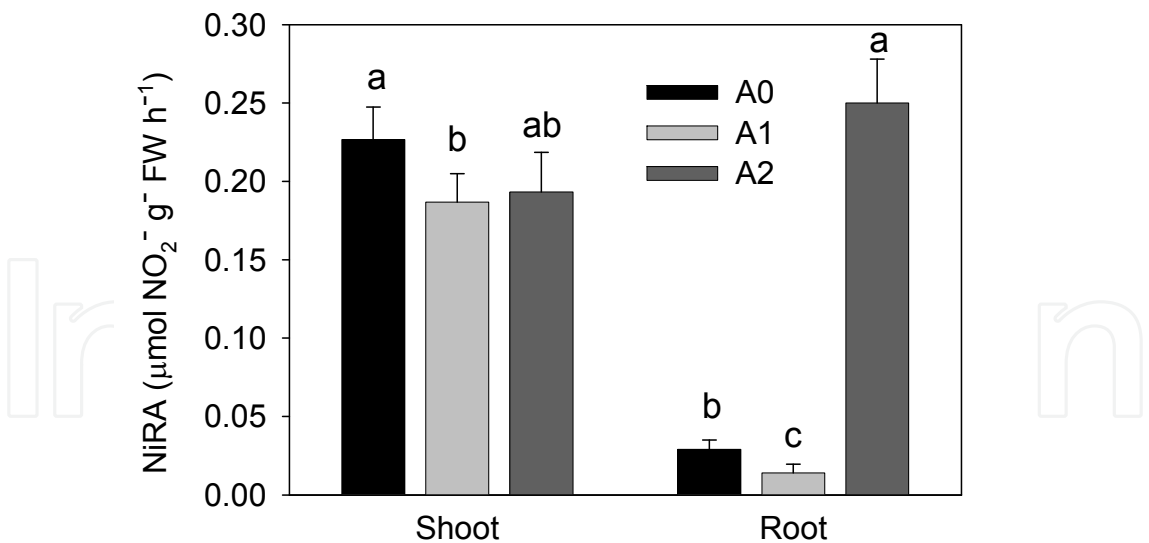 0.30
0.25
0.20
0.15
0.10
0.05
0.00
NiRA (μmol NO₂⁻ g⁻ FW h⁻¹)
a
b
ab
b
c
a
A0
A1
A2
Shoot
Root